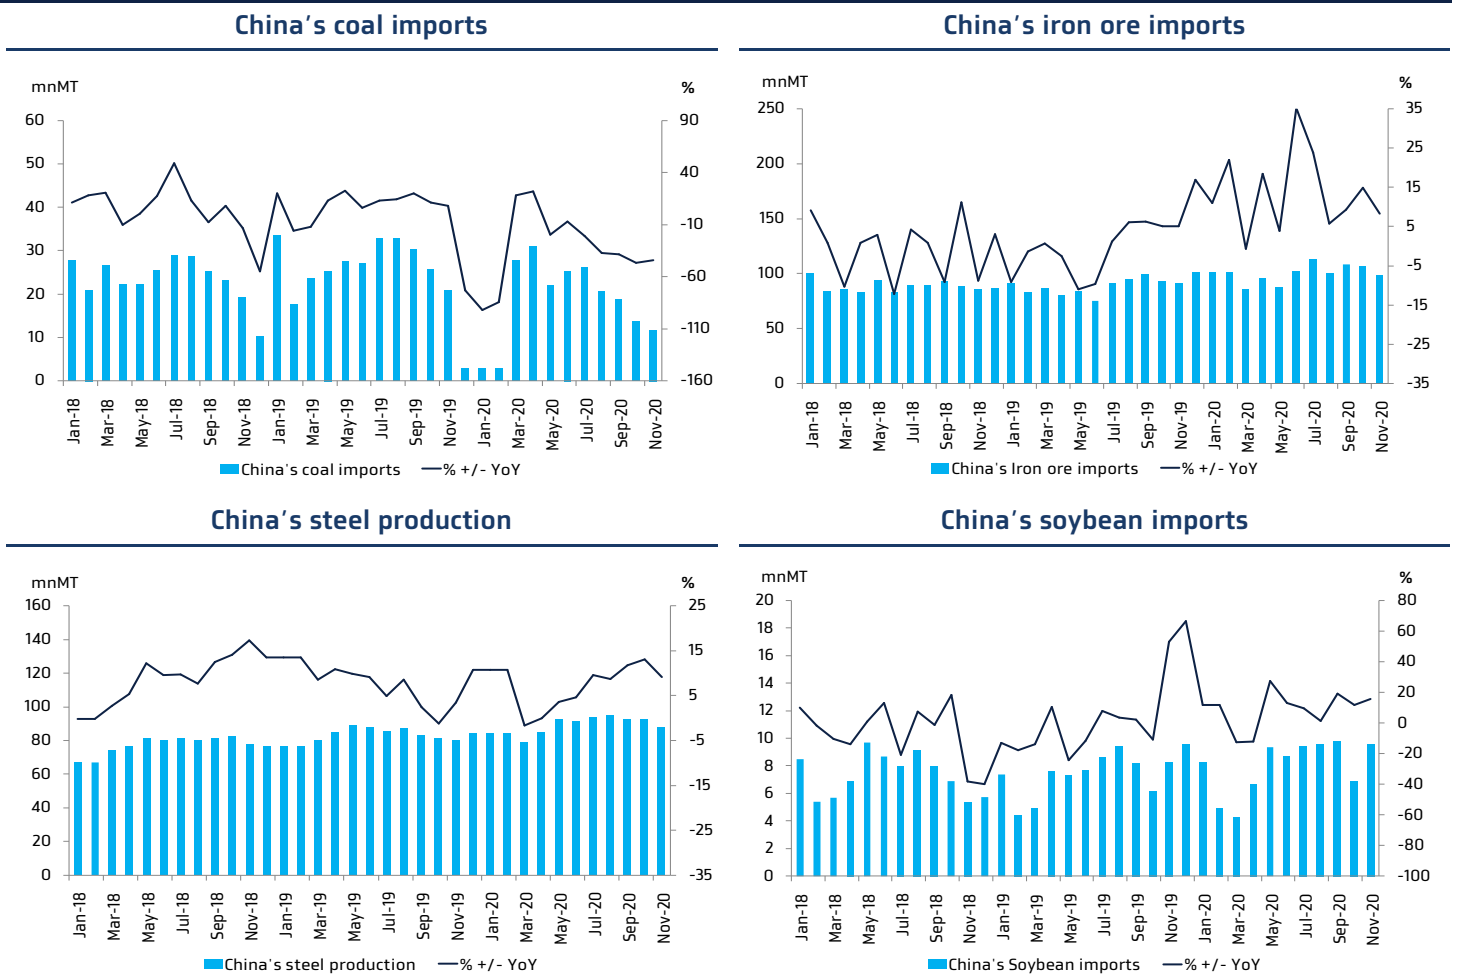 China's coal imports
mnMT %
60 90
50 40
40 -10
30
20 -60
10 -110
0 -160
Jan-18 Mar-18 May-18 Jul-18 Sep-18 Nov-18 Jan-19 Mar-19 May-19 Jul-19 Sep-19 Nov-19 Jan-20 Mar-20 May-20 Jul-20 Sep-20 Nov-20
China's coal imports % +/- YoY
China's iron ore imports
mnMT %
250 35
25
200 15
150 5
100 -5
50 -15
-25
0 -35
Jan-18 Mar-18 May-18 Jul-18 Sep-18 Nov-18 Jan-19 Mar-19 May-19 Jul-19 Sep-19 Nov-19 Jan-20 Mar-20 May-20 Jul-20 Sep-20 Nov-20
China's Iron ore imports % +/- YoY
China's steel production
mnMT %
160 25
140 15
120
100 5
80 -5
60 -15
40 -25
20
0 -35
Jan-18 Mar-18 May-18 Jul-18 Sep-18 Nov-18 Jan-19 Mar-19 May-19 Jul-19 Sep-19 Nov-19 Jan-20 Mar-20 May-20 Jul-20 Sep-20 Nov-20
China's steel production % +/- YoY
China's soybean imports
mnMT %
20 80
18 60
16 40
14 20
12 0
10 -20
8 -40
6 -60
4 -80
2
0 -100
Jan-18 Mar-18 May-18 Jul-18 Sep-18 Nov-18 Jan-19 Mar-19 May-19 Jul-19 Sep-19 Nov-19 Jan-20 Mar-20 May-20 Jul-20 Sep-20 Nov-20
China's Soybean imports % +/- YoY